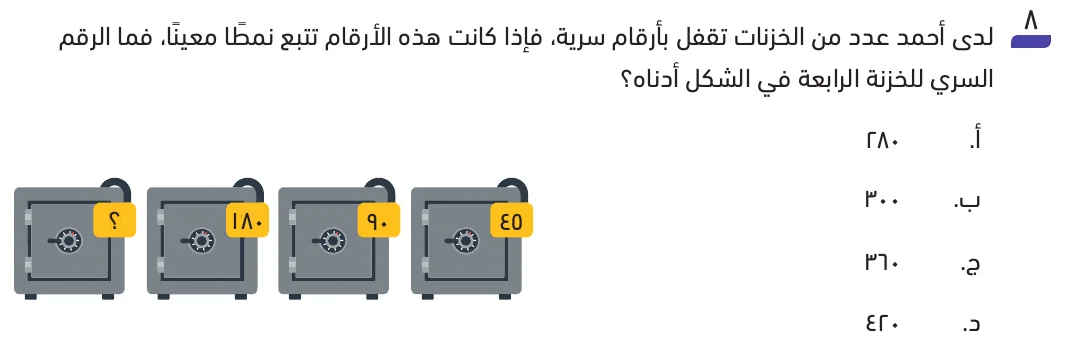 ٨
لدى أحمد عدد من الخزنات تقفل بأرقام سرية، فإذا كانت هذه الأرقام تتبع نمطًا معينًا، فما الرقم
السري للخزنة الرابعة في الشكل أدناه؟
أ. ٢٨٠
ب. ٣٠٠
ج. ٣٦٠
د. ٤٢٠
٤٥ ٩٠ ١٨٠ ؟